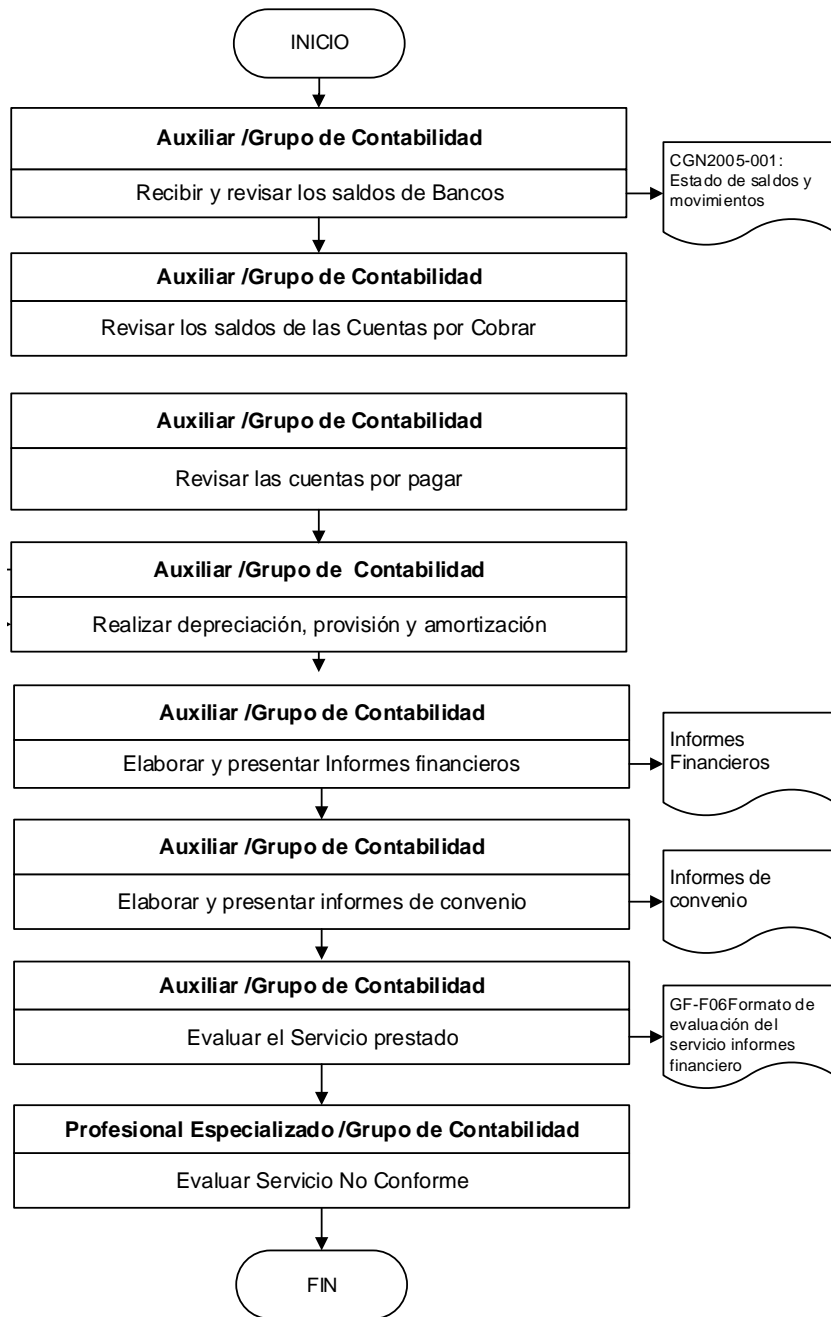 INICIO
Auxiliar /Grupo de Contabilidad
Recibir y revisar los saldos de Bancos
CGN2005-001:
Estado de saldos y
movimientos
Auxiliar /Grupo de Contabilidad
Revisar los saldos de las Cuentas por Cobrar
Auxiliar /Grupo de Contabilidad
Revisar las cuentas por pagar
Auxiliar /Grupo de Contabilidad
Realizar depreciación, provisión y amortización
Auxiliar /Grupo de Contabilidad
Elaborar y presentar Informes financieros
Informes
Financieros
Auxiliar /Grupo de Contabilidad
Elaborar y presentar informes de convenio
Informes de
convenio
Auxiliar /Grupo de Contabilidad
Evaluar el Servicio prestado
GF-F06Formato de
evaluación del
servicio informes
financiero
Profesional Especializado /Grupo de Contabilidad
Evaluar Servicio No Conforme
FIN